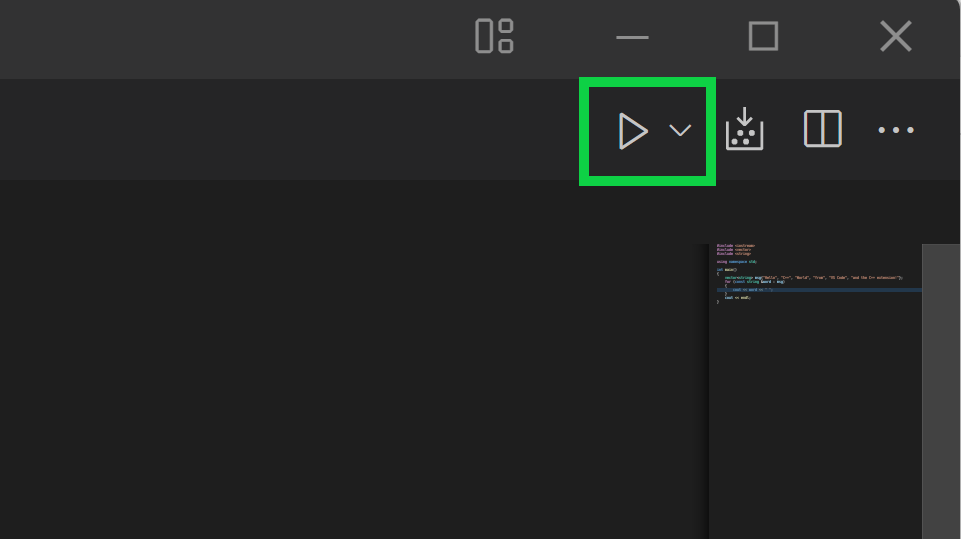 #include <iostream>
#include <vector>
#include <string>
using namespace std;
int main()
{
vector<string> msg{"Hello", "C++", "World", "from", "VS Code", "and the C++ extension!"};
for (const string &word : msg)
{
cout << word << " ";
}
cout << endl;
}